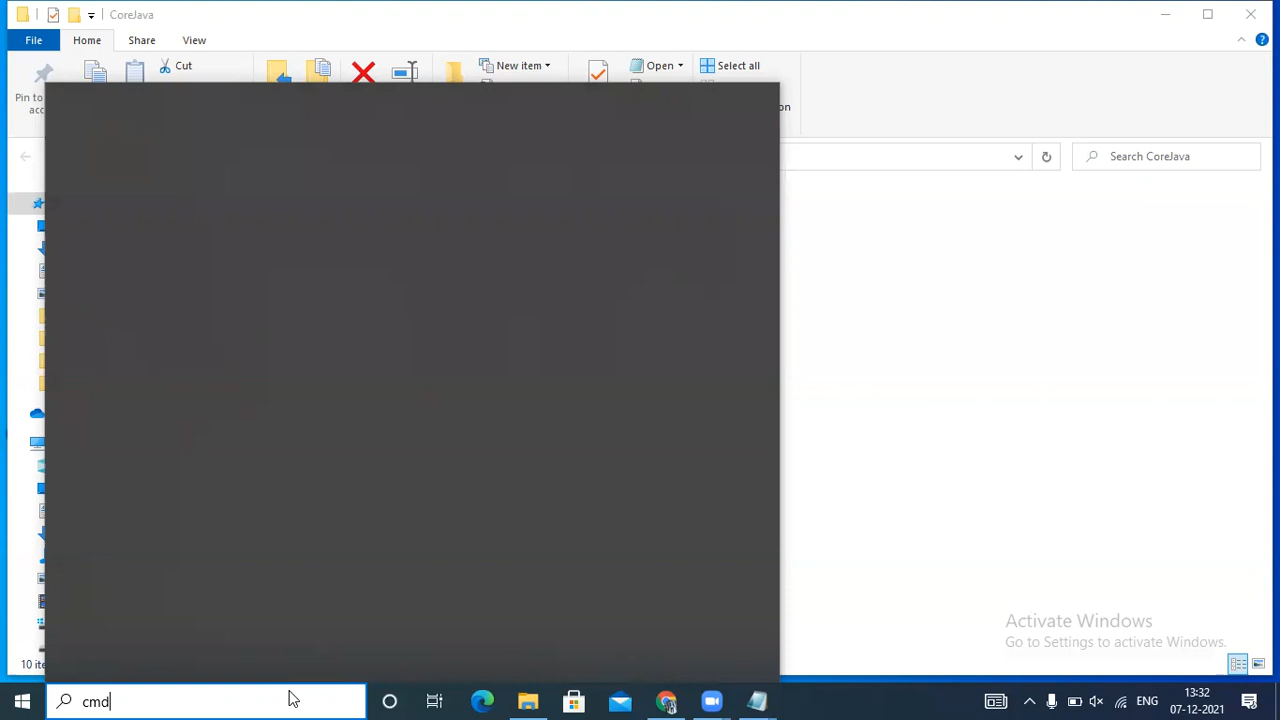 CoreJava
File Home Share View
Cut
New item
Open
Select all
Pin to
acc
on
Search CoreJava
Activate Windows
Go to Settings to activate Windows.
10 ite
cmd
ENG
13:32
07-12-2021